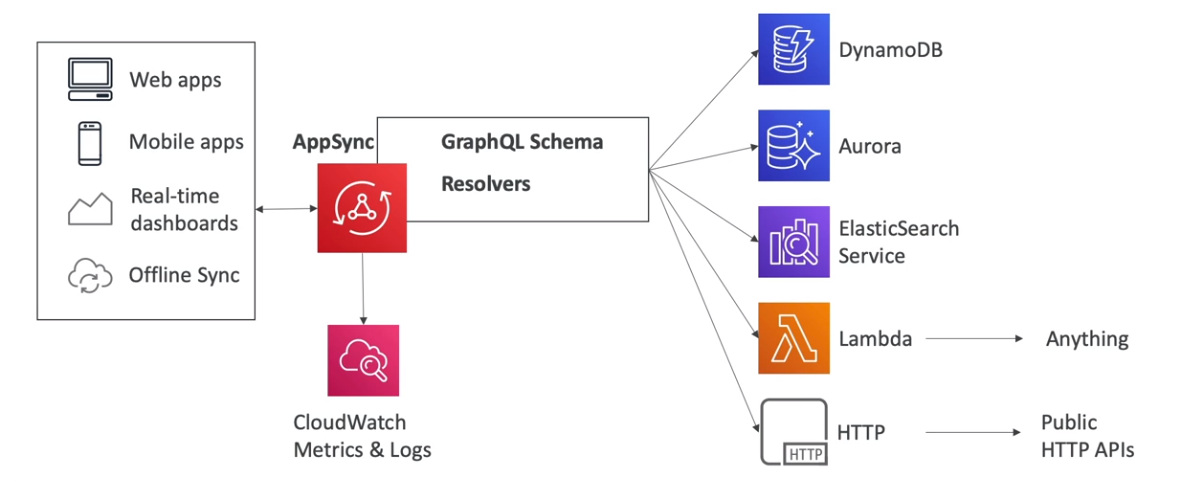 Web apps
Mobile apps
Real-time
dashboards
Offline Sync
AppSync
GraphQL Schema
Resolvers
CloudWatch
Metrics & Logs
DynamoDB
Aurora
ElasticSearch
Service
Lambda
Anything
HTTP
HTTP
Public
HTTP APIs